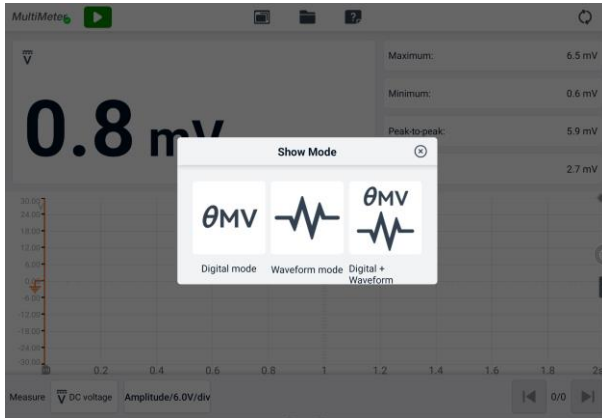 MultiMeter
V
Maximum: 6.5 mV
0.8 mV
Minimum: 0.6 mV
Peak-to-peak: 5.9 mV
2.7 mV
Show Mode
θMV
θMV
Digital mode
Waveform mode
Digital +
Waveform
30.00
24.00
18.00
12.00
6.00
-6.00
-12.00
-18.00
-24.00
-30.00
0.2 0.4 0.6 0.8 1 1.2 1.4 1.6 1.8 2s
Measure V DC voltage Amplitude/6.0V/div 0/0